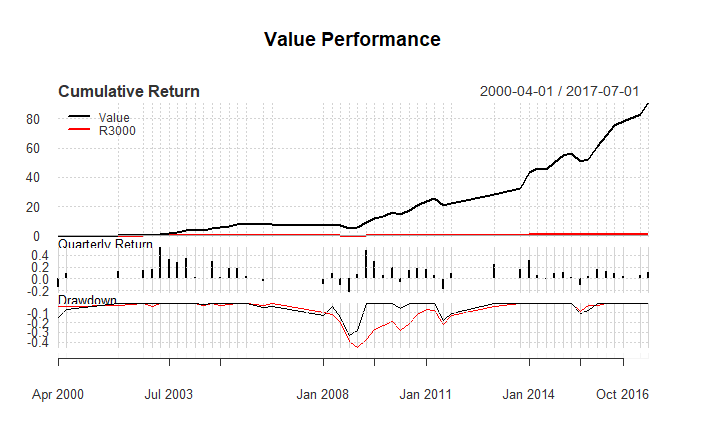 Value Performance
Cumulative Return 2000-04-01 / 2017-07-01
Value
R3000
80
60
40
20
0
Quarterly Return
0.4
0.2
0.0
-0.2
Drawdown
-0.1
-0.2
-0.3
-0.4
Apr 2000 Jul 2003 Jan 2008 Jan 2011 Jan 2014 Oct 2016